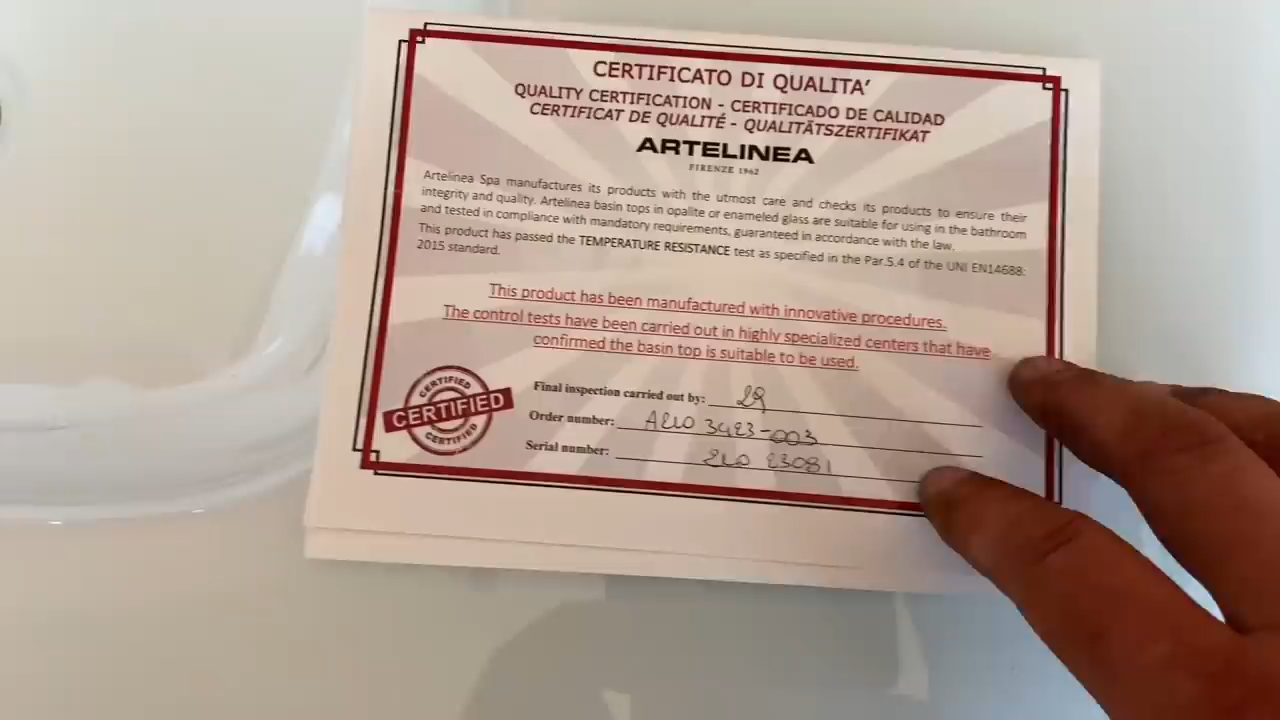 CERTIFICATO DI QUALITA’
QUALITY CERTIFICATION - CERTIFICADO DE CALIDAD
CERTIFICAT DE QUALITÉ - QUALITÄTSZERTIFIKAT
ARTELINEA
FIRENZE 1962
Artelinea Spa manufactures its products with the utmost care and checks its products to ensure their
integrity and quality. Artelinea basin tops in opalite or enameled glass are suitable for using in the bathroom
and tested in compliance with mandatory requirements, guaranteed in accordance with the law.
This product has passed the TEMPERATURE RESISTANCE test as specified in the Par.5.4 of the UNI EN14688:
2015 standard.
This product has been manufactured with innovative procedures.
The control tests have been carried out in highly specialized centers that have
confirmed the basin top is suitable to be used.
CERTIFIED
CERTIFIED
CERTIFIED
Final inspection carried out by:
Order number:
Serial number: